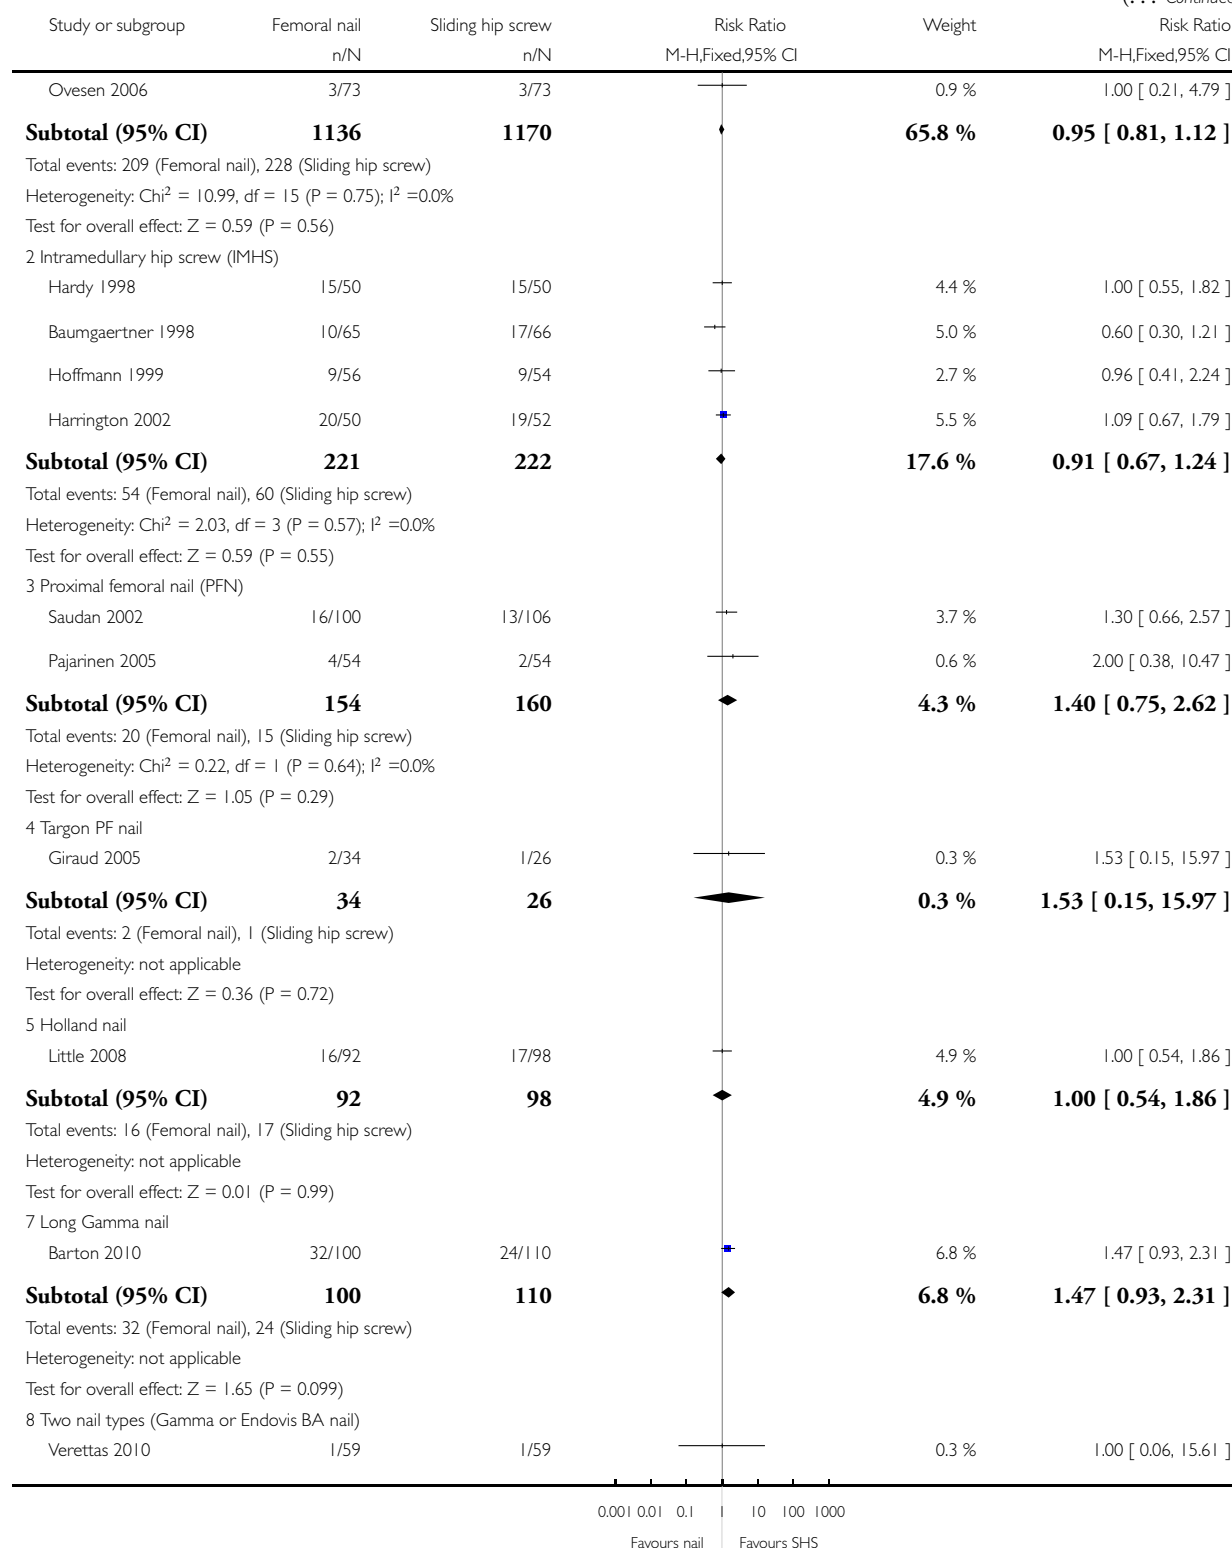 (. . . Continued
Study or subgroup Femoral nail Sliding hip screw Risk Ratio Weight Risk Ratio
n/N n/N M-H,Fixed,95% CI M-H,Fixed,95% CI
Ovesen 2006 3/73 3/73 0.9 % 1.00 [ 0.21, 4.79 ]
Subtotal (95% CI) 1136 1170 65.8 % 0.95 [ 0.81, 1.12 ]
Total events: 209 (Femoral nail), 228 (Sliding hip screw)
Heterogeneity: Chi² = 10.99, df = 15 (P = 0.75); I² =0.0%
Test for overall effect: Z = 0.59 (P = 0.56)
2 Intramedullary hip screw (IMHS)
Hardy 1998 15/50 15/50 4.4 % 1.00 [ 0.55, 1.82 ]
Baumgaertner 1998 10/65 17/66 5.0 % 0.60 [ 0.30, 1.21 ]
Hoffmann 1999 9/56 9/54 2.7 % 0.96 [ 0.41, 2.24 ]
Harrington 2002 20/50 19/52 5.5 % 1.09 [ 0.67, 1.79 ]
Subtotal (95% CI) 221 222 17.6 % 0.91 [ 0.67, 1.24 ]
Total events: 54 (Femoral nail), 60 (Sliding hip screw)
Heterogeneity: Chi² = 2.03, df = 3 (P = 0.57); I² =0.0%
Test for overall effect: Z = 0.59 (P = 0.55)
3 Proximal femoral nail (PFN)
Saudan 2002 16/100 13/106 3.7 % 1.30 [ 0.66, 2.57 ]
Pajarinen 2005 4/54 2/54 0.6 % 2.00 [ 0.38, 10.47 ]
Subtotal (95% CI) 154 160 4.3 % 1.40 [ 0.75, 2.62 ]
Total events: 20 (Femoral nail), 15 (Sliding hip screw)
Heterogeneity: Chi² = 0.22, df = 1 (P = 0.64); I² =0.0%
Test for overall effect: Z = 1.05 (P = 0.29)
4 Targon PF nail
Giraud 2005 2/34 1/26 0.3 % 1.53 [ 0.15, 15.97 ]
Subtotal (95% CI) 34 26 0.3 % 1.53 [ 0.15, 15.97 ]
Total events: 2 (Femoral nail), 1 (Sliding hip screw)
Heterogeneity: not applicable
Test for overall effect: Z = 0.36 (P = 0.72)
5 Holland nail
Little 2008 16/92 17/98 4.9 % 1.00 [ 0.54, 1.86 ]
Subtotal (95% CI) 92 98 4.9 % 1.00 [ 0.54, 1.86 ]
Total events: 16 (Femoral nail), 17 (Sliding hip screw)
Heterogeneity: not applicable
Test for overall effect: Z = 0.01 (P = 0.99)
7 Long Gamma nail
Barton 2010 32/100 24/110 6.8 % 1.47 [ 0.93, 2.31 ]
Subtotal (95% CI) 100 110 6.8 % 1.47 [ 0.93, 2.31 ]
Total events: 32 (Femoral nail), 24 (Sliding hip screw)
Heterogeneity: not applicable
Test for overall effect: Z = 1.65 (P = 0.099)
8 Two nail types (Gamma or Endovis BA nail)
Verettas 2010 1/59 1/59 0.3 % 1.00 [ 0.06, 15.61 ]
0.001 0.01 0.1 1 10 100 1000
Favours nail Favours SHS